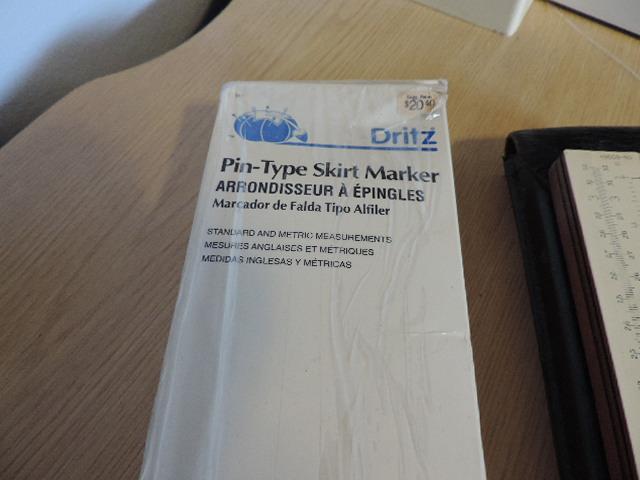 $20.40
Dritz
Pin-Type Skirt Marker
ARRONDISSEUR À ÉPINGLES
Marcador de Falda Tipo Alfiler
STANDARD AND METRIC MEASUREMENTS
MESURES ANGLAISES ET MÉTRIQUES
MEDIDAS INGLESAS Y MÉTRICAS